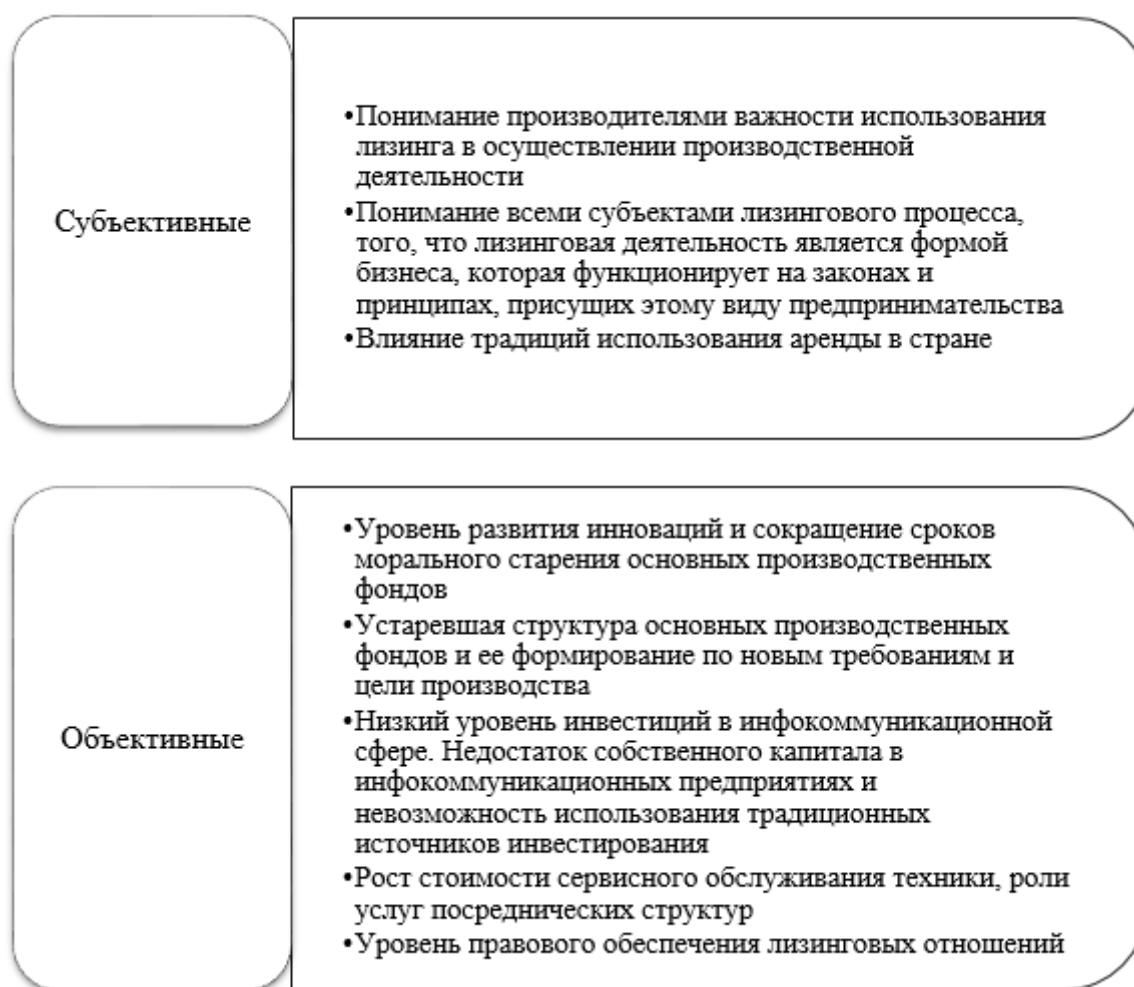 Субъективные
•Понимание производителями важности использования
лизинга в осуществлении производственной
деятельности
•Понимание всеми субъектами лизингового процесса,
того, что лизинговая деятельность является формой
бизнеса, которая функционирует на законах и
принципах, присущих этому виду предпринимательства
•Влияние традиций использования аренды в стране
Объективные
•Уровень развития инноваций и сокращение сроков
морального старения основных производственных
фондов
•Устаревшая структура основных производственных
фондов и ее формирование по новым требованиям и
цели производства
•Низкий уровень инвестиций в инфокоммуникационной
сфере. Недостаток собственного капитала в
инфокоммуникационных предприятиях и
невозможность использования традиционных
источников инвестирования
•Рост стоимости сервисного обслуживания техники, роли
услуг посреднических структур
•Уровень правового обеспечения лизинговых отношений